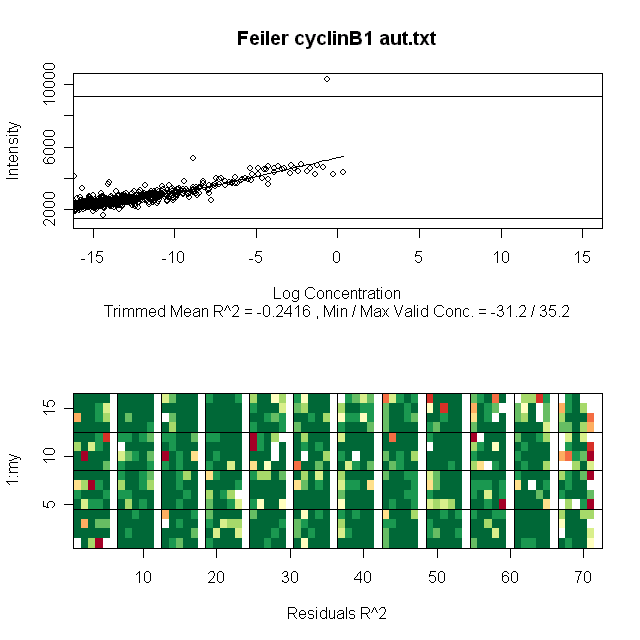 Feiler cyclinB1 aut.txt
10000
6000
2000
Intensity
-15 -10 -5 0 5 10 15
Log Concentration
Trimmed Mean R^2 = -0.2416 , Min / Max Valid Conc. = -31.2 / 35.2
15
10
5
1:my
10 20 30 40 50 60 70
Residuals R^2